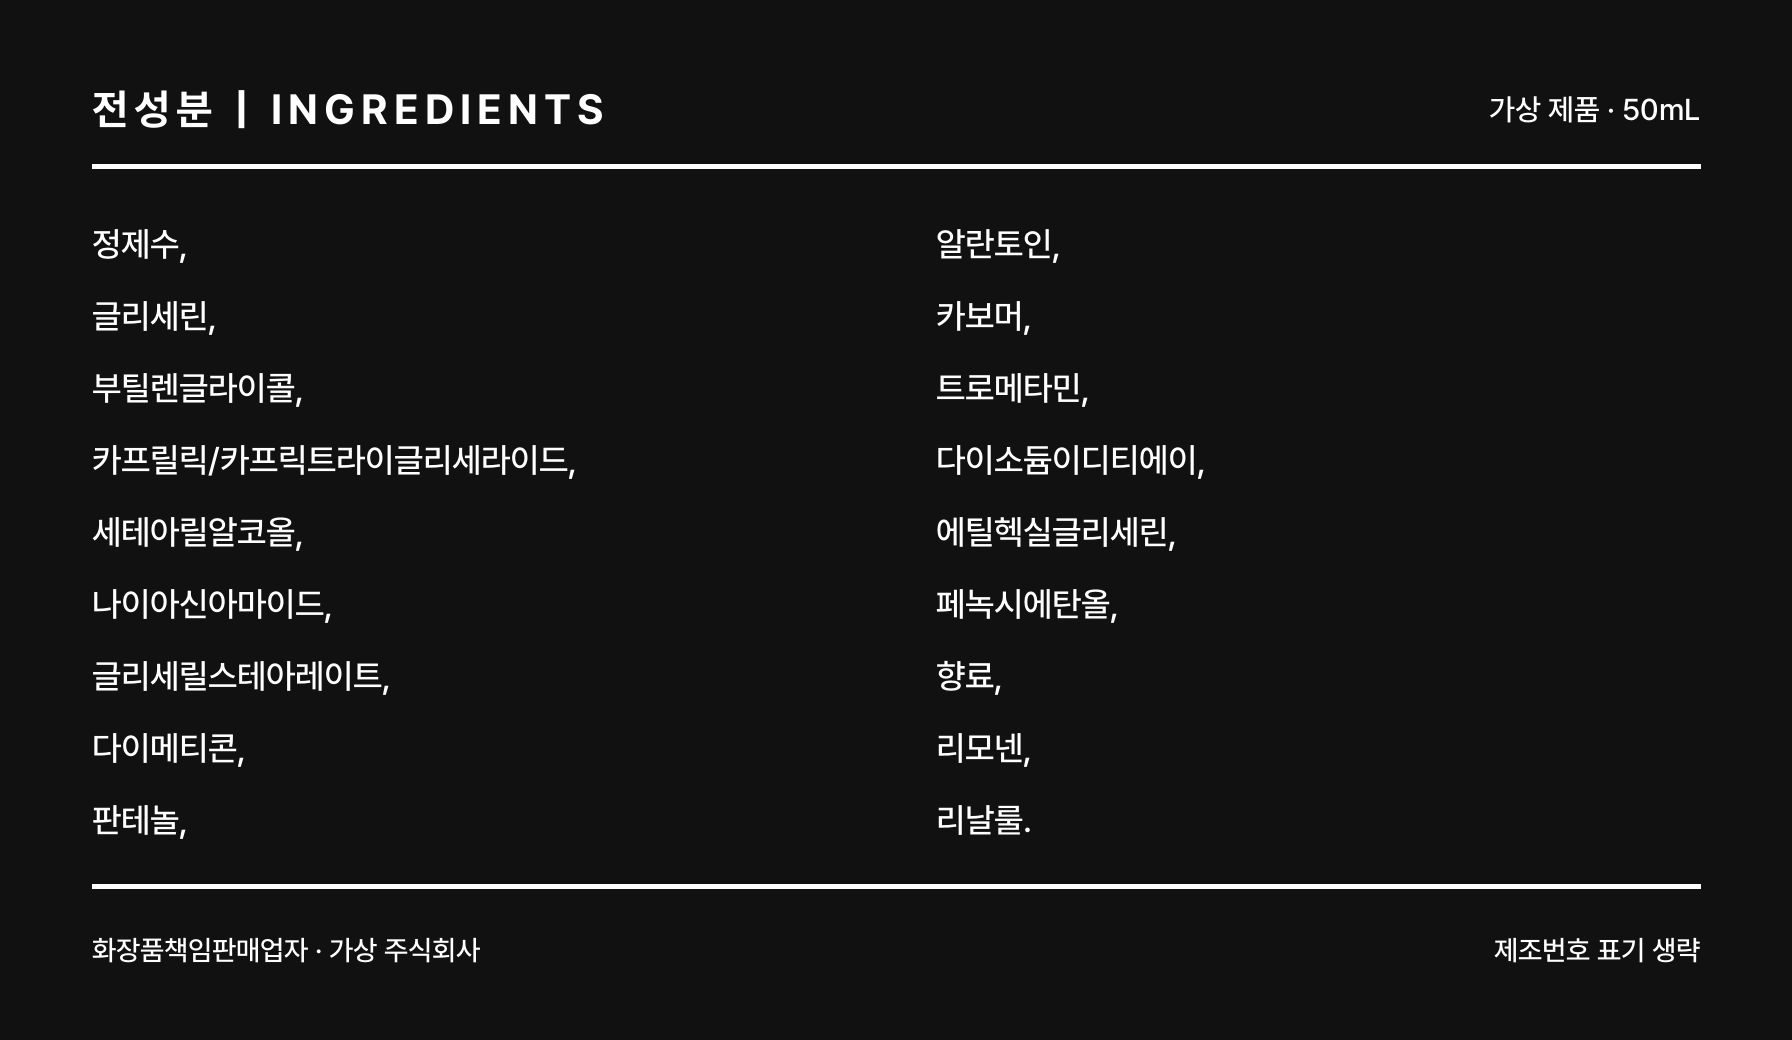 전성분 | INGREDIENTS
가상 제품 · 50mL
정제수,
글리세린,
부틸렌글라이콜,
카프릴릭/카프릭트라이글리세라이드,
세테아릴알코올,
나이아신아마이드,
글리세릴스테아레이트,
다이메티콘,
판테놀,
알란토인,
카보머,
트로메타민,
다이소듐이디티에이,
에틸헥실글리세린,
페녹시에탄올,
향료,
리모넨,
리날룰.
화장품책임판매업자 · 가상 주식회사
제조번호 표기 생략